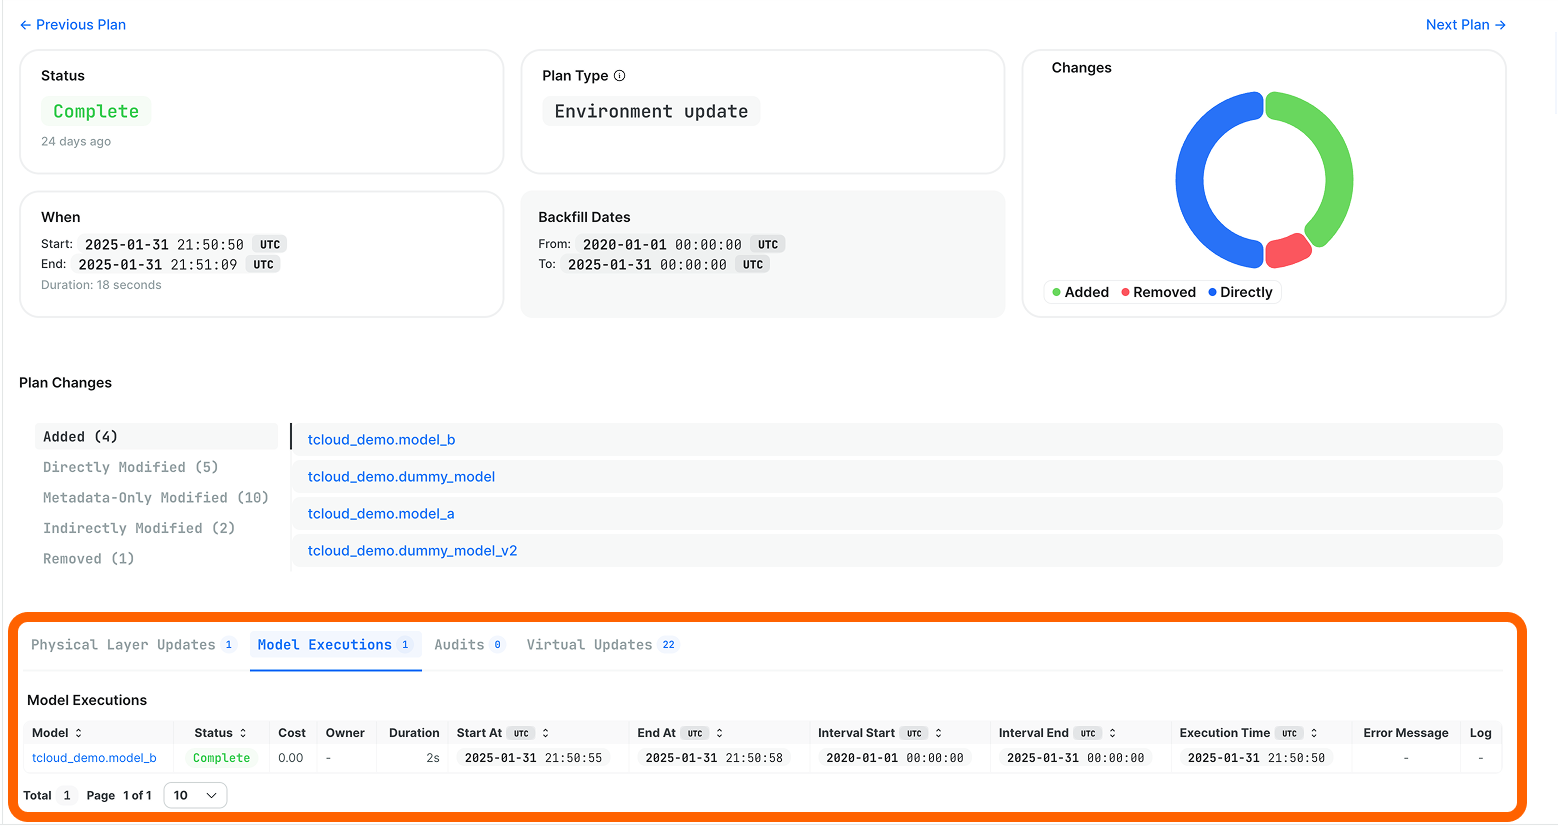 ← Previous Plan
Next Plan →
Status
Complete
24 days ago
Plan Type
Environment update
Changes
Added Removed Directly
When
Start: 2025-01-31 21:50:50 UTC
End: 2025-01-31 21:51:09 UTC
Duration: 18 seconds
Backfill Dates
From: 2020-01-01 00:00:00 UTC
To: 2025-01-31 00:00:00 UTC
Plan Changes
Added (4)
Directly Modified (5)
Metadata-Only Modified (10)
Indirectly Modified (2)
Removed (1)
tcloud_demo.model_b
tcloud_demo.dummy_model
tcloud_demo.model_a
tcloud_demo.dummy_model_v2
Physical Layer Updates 1 Model Executions 1 Audits 0 Virtual Updates 22
Model Executions
Model Status Cost Owner Duration Start At UTC End At UTC Interval Start UTC Interval End UTC Execution Time UTC Error Message Log
tcloud_demo.model_b Complete 0.00 - 2s 2025-01-31 21:50:55 2025-01-31 21:50:58 2020-01-01 00:00:00 2025-01-31 00:00:00 2025-01-31 21:50:50 - -
Total 1 Page 1 of 1 10